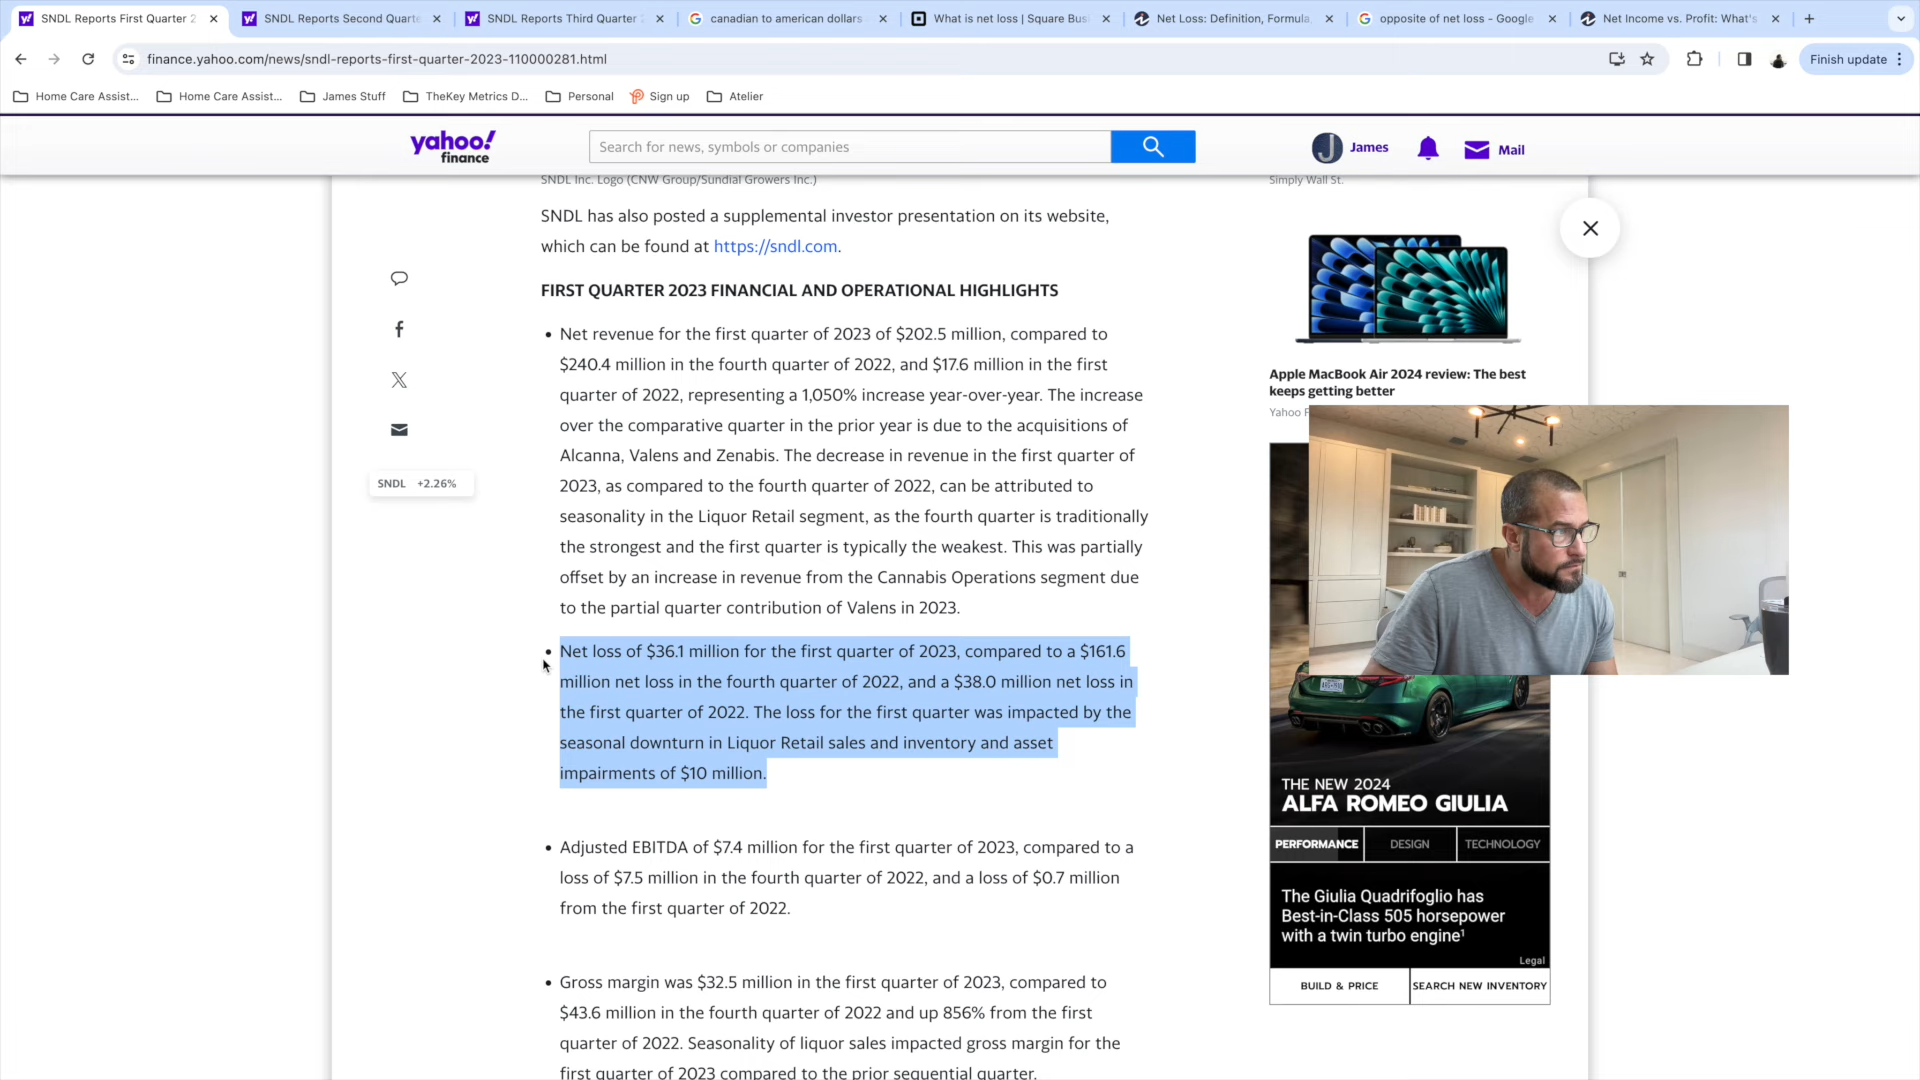 SNDL Reports First Quarter 2
SNDL Reports Second Quarte
SNDL Reports Third Quarter
canadian to american dollars
What is net loss | Square Bus
Net Loss: Definition, Formula,
opposite of net loss - Google
Net Income vs. Profit: What's
finance.yahoo.com/news/sndl-reports-first-quarter-2023-110000281.html
Finish update
Home Care Assist...
Home Care Assist...
James Stuff
TheKey Metrics D...
Personal
Sign up
Atelier
yahoo!
finance
Search for news, symbols or companies
J
James
Mail
SNDL Inc. Logo (CNW Group/Sundial Growers Inc.)
SNDL has also posted a supplemental investor presentation on its website,
which can be found at https://sndl.com.
FIRST QUARTER 2023 FINANCIAL AND OPERATIONAL HIGHLIGHTS
• Net revenue for the first quarter of 2023 of $202.5 million, compared to
$240.4 million in the fourth quarter of 2022, and $17.6 million in the first
quarter of 2022, representing a 1,050% increase year-over-year. The increase
over the comparative quarter in the prior year is due to the acquisitions of
Alcanna, Valens and Zenabis. The decrease in revenue in the first quarter of
2023, as compared to the fourth quarter of 2022, can be attributed to
seasonality in the Liquor Retail segment, as the fourth quarter is traditionally
the strongest and the first quarter is typically the weakest. This was partially
offset by an increase in revenue from the Cannabis Operations segment due
to the partial quarter contribution of Valens in 2023.
• Net loss of $36.1 million for the first quarter of 2023, compared to a $161.6
million net loss in the fourth quarter of 2022, and a $38.0 million net loss in
the first quarter of 2022. The loss for the first quarter was impacted by the
seasonal downturn in Liquor Retail sales and inventory and asset
impairments of $10 million.
• Adjusted EBITDA of $7.4 million for the first quarter of 2023, compared to a
loss of $7.5 million in the fourth quarter of 2022, and a loss of $0.7 million
from the first quarter of 2022.
• Gross margin was $32.5 million in the first quarter of 2023, compared to
$43.6 million in the fourth quarter of 2022 and up 856% from the first
quarter of 2022. Seasonality of liquor sales impacted gross margin for the
first quarter of 2023 compared to the prior sequential quarter.
SNDL +2.26%
Simply Wall St.
Apple MacBook Air 2024 review: The best
keeps getting better
Yahoo F
THE NEW 2024
ALFA ROMEO GIULIA
PERFORMANCE
DESIGN
TECHNOLOGY
The Giulia Quadrifoglio has
Best-in-Class 505 horsepower
with a twin turbo engine¹
Legal
BUILD & PRICE
SEARCH NEW INVENTORY